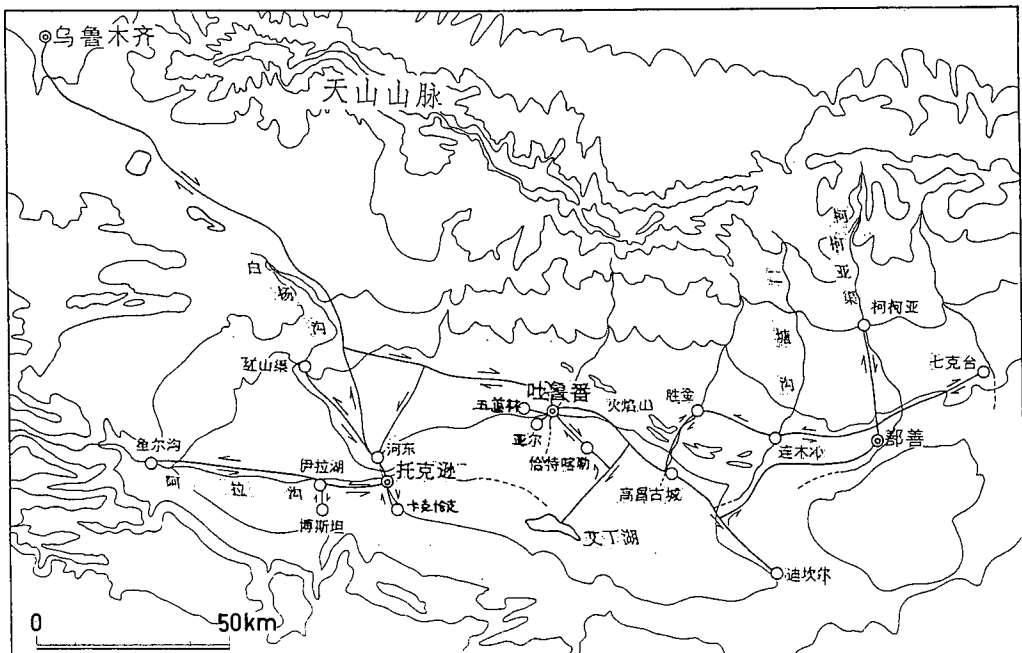 乌鲁木齐
天山山脉
白杨沟
二塘沟
柯柯亚渠
柯柯亚
七克台
红山渠
吐鲁番
火焰山
胜金
亚尔
恰特喀勒
连木沁
鄯善
鱼尔沟
阿拉沟
伊拉湖
河东
托克逊
高昌古城
博斯坦
卡克恰克
艾丁湖
迪坎尔
0 50km